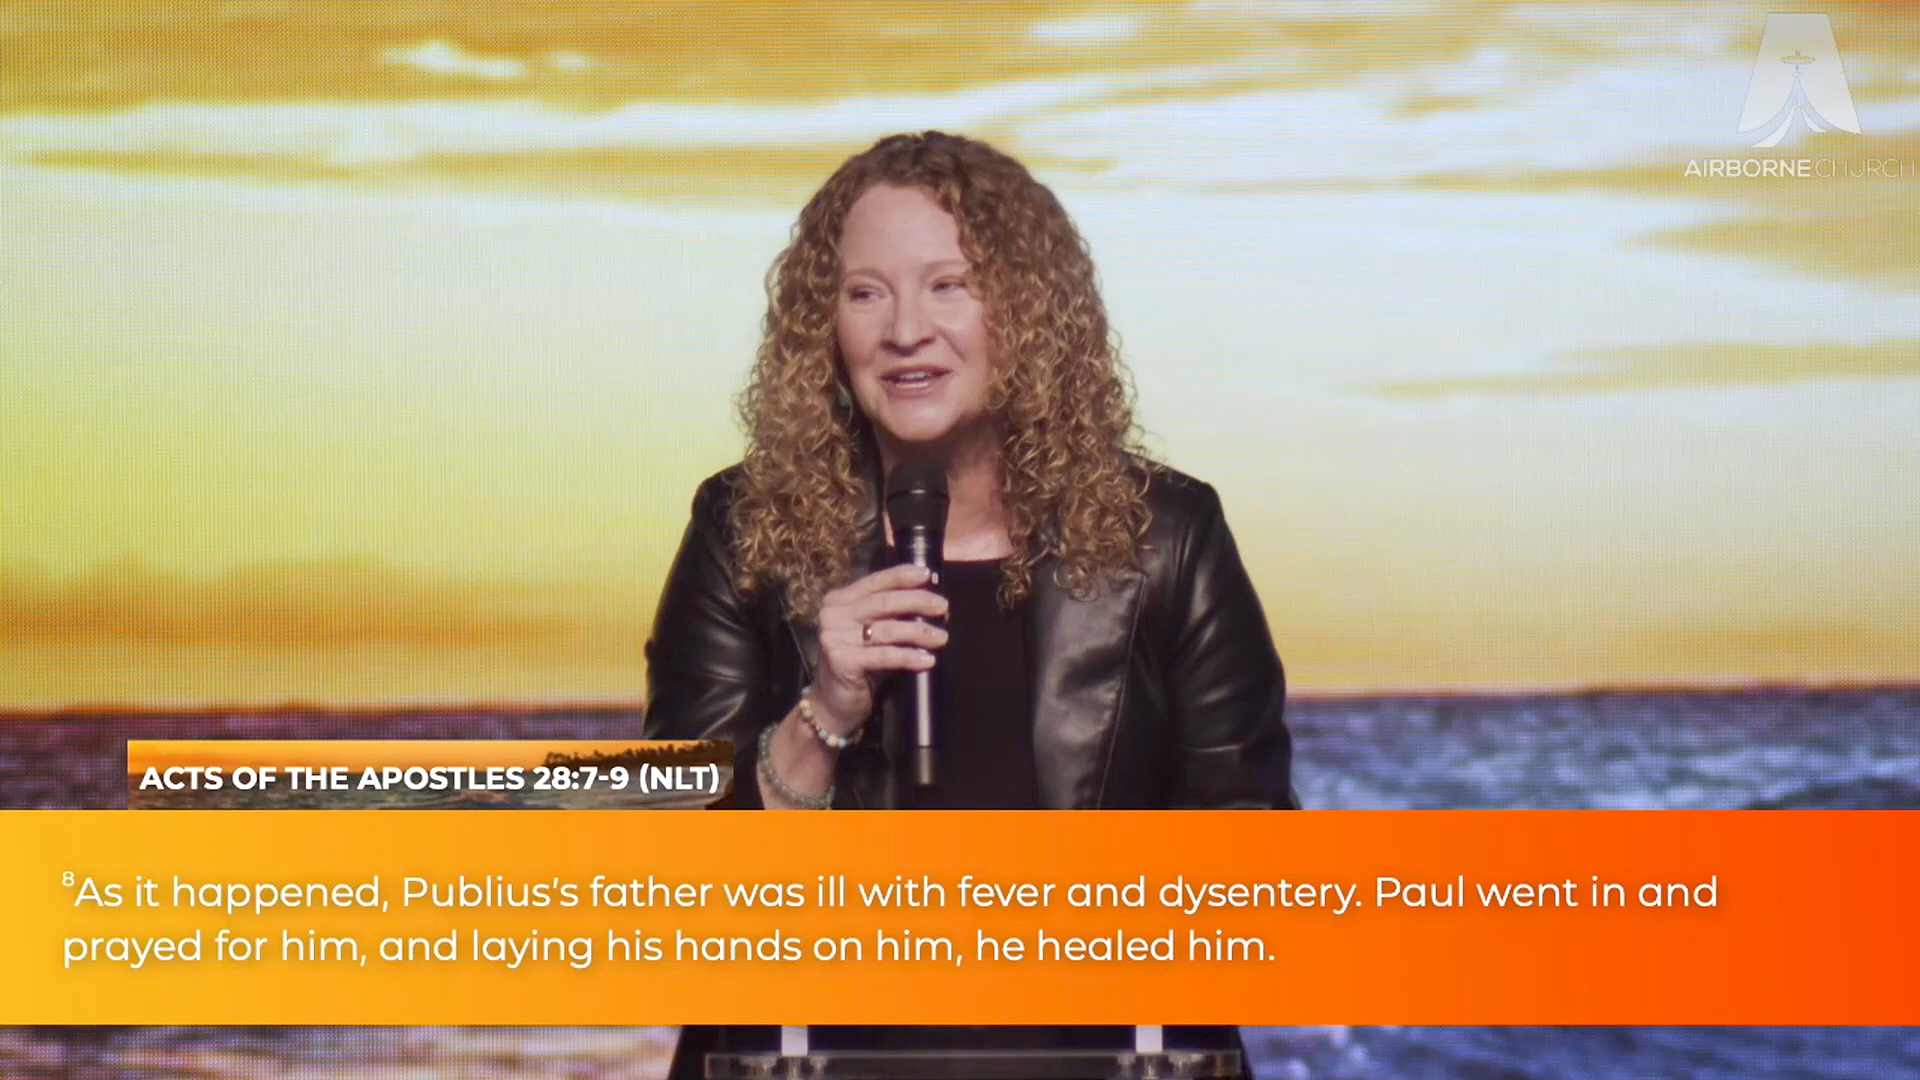 AIRBORNE CHURCH
ACTS OF THE APOSTLES 28:7-9 (NLT)
⁸As it happened, Publius’s father was ill with fever and dysentery. Paul went in and
prayed for him, and laying his hands on him, he healed him.